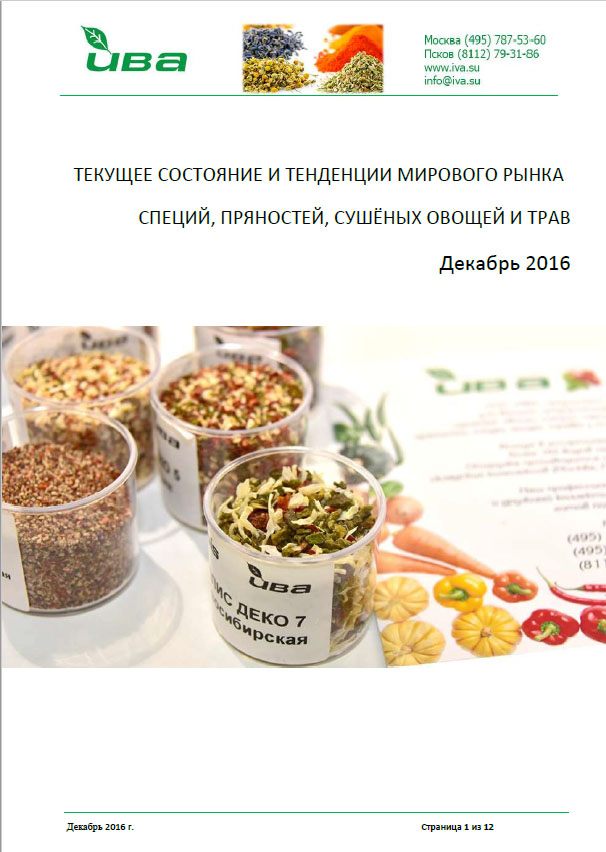 ива
Москва (495) 787-53-60
Псков (8112) 79-31-86
www.iva.su
info@iva.su
ТЕКУЩЕЕ СОСТОЯНИЕ И ТЕНДЕНЦИИ МИРОВОГО РЫНКА
СПЕЦИЙ, ПРЯНОСТЕЙ, СУШЁНЫХ ОВОЩЕЙ И ТРАВ
Декабрь 2016
ива
ива
ДЕКО 7
сибирская
(495)
(495)
Декабрь 2016 г.
Страница 1 из 12